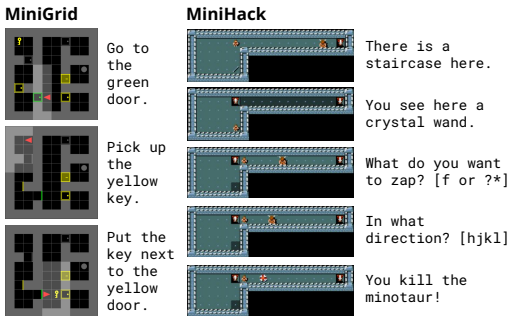 MiniGrid
Go to
the
green
door.
Pick up
the
yellow
key.
Put the
key next
to the
yellow
door.
MiniHack
There is a
staircase here.
You see here a
crystal wand.
What do you want
to zap? [f or ?*]
In what
direction? [hjkl]
You kill the
minotaur!